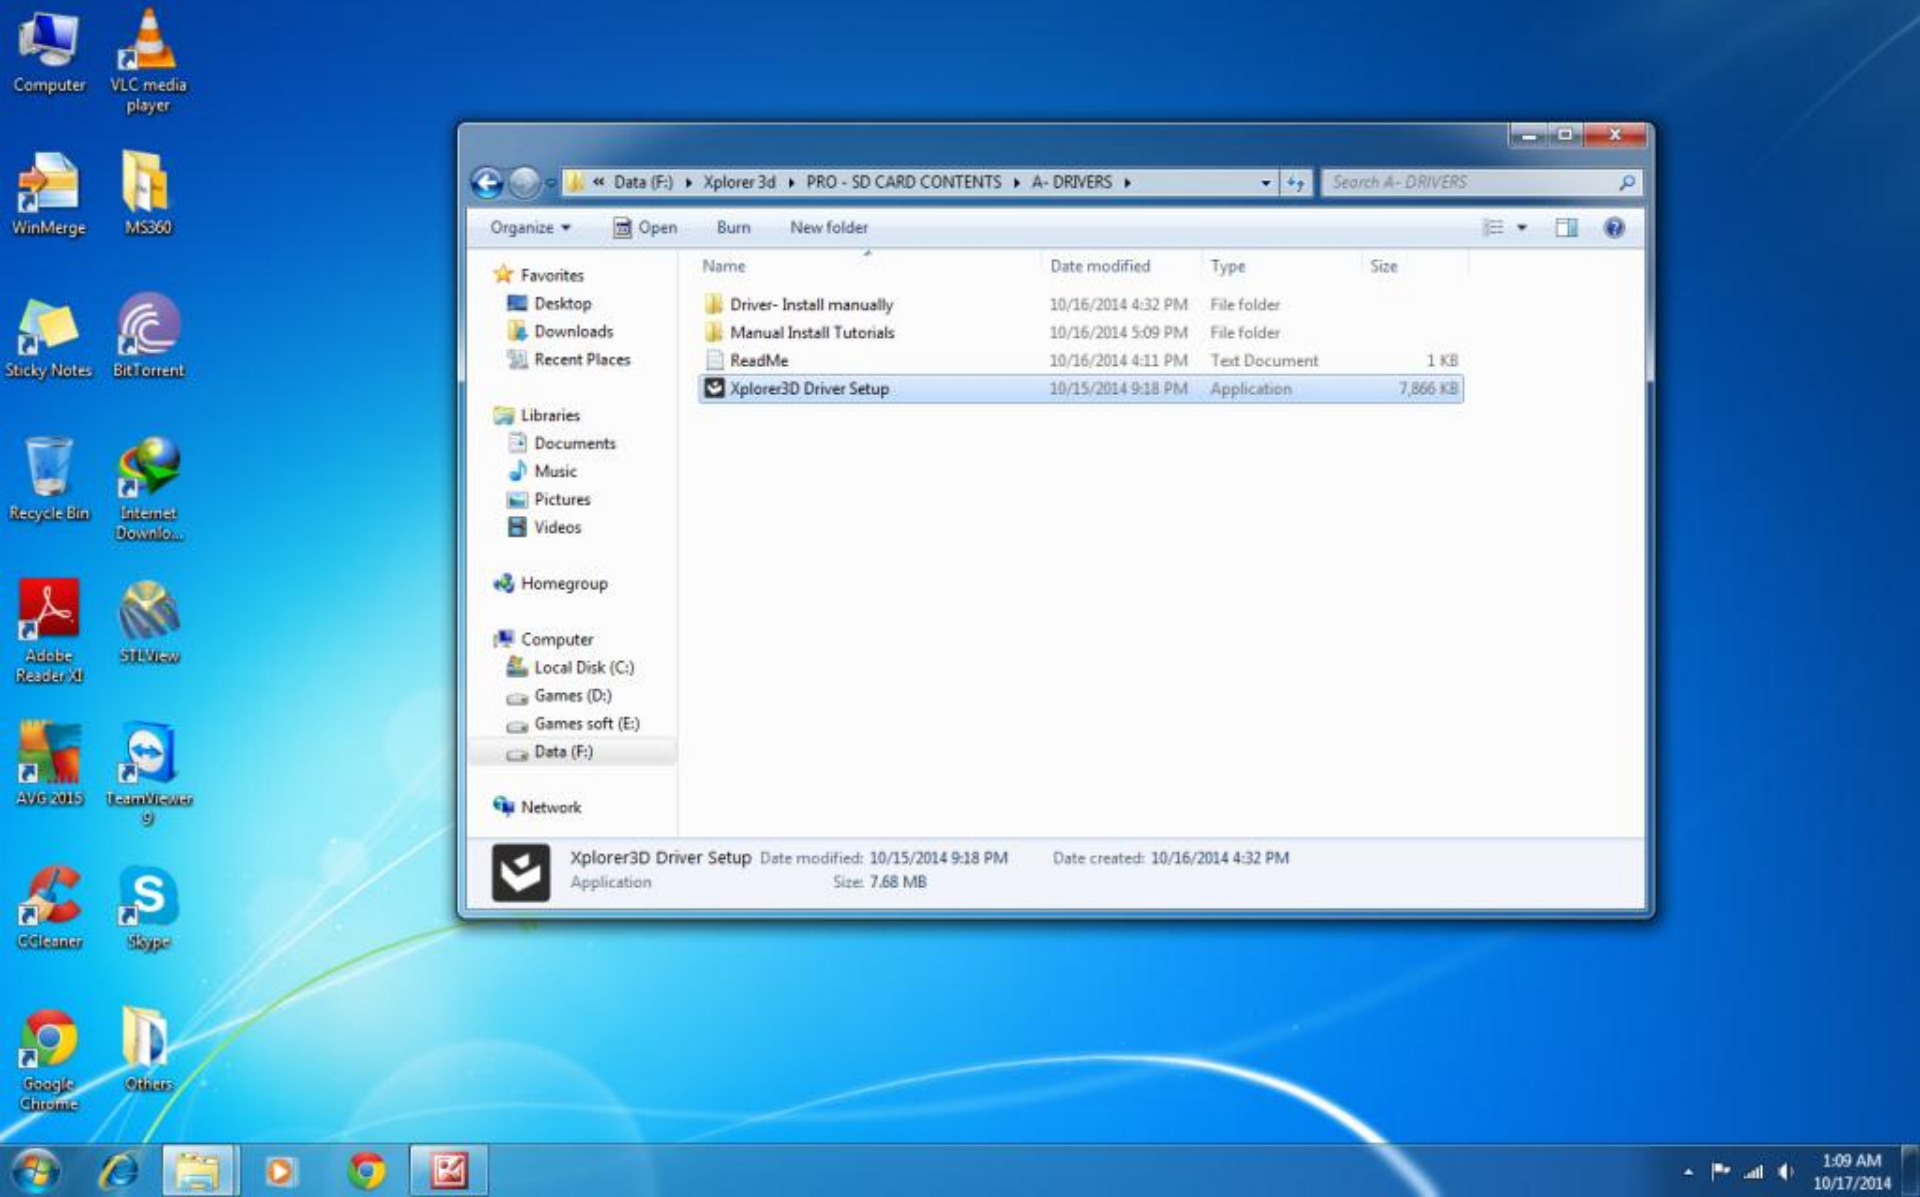 Computer
VLC media
player
WinMerge
MS360
Sticky Notes
BitTorrent
Recycle Bin
Internet
Downlo...
Adobe
Reader XI
STLView
AVG 2015
TeamViewer
9
CCleaner
Skype
Google
Chrome
Others
« Data (F:) ▸ Xplorer 3d ▸ PRO - SD CARD CONTENTS ▸ A- DRIVERS ▸
Search A- DRIVERS
Organize Open Burn New folder
Favorites
Desktop
Downloads
Recent Places
Libraries
Documents
Music
Pictures
Videos
Homegroup
Computer
Local Disk (C:)
Games (D:)
Games soft (E:)
Data (F:)
Network
Name Date modified Type Size
Driver- Install manually 10/16/2014 4:32 PM File folder
Manual Install Tutorials 10/16/2014 5:09 PM File folder
ReadMe 10/16/2014 4:11 PM Text Document 1 KB
Xplorer3D Driver Setup 10/15/2014 9:18 PM Application 7,866 KB
Xplorer3D Driver Setup Date modified: 10/15/2014 9:18 PM Date created: 10/16/2014 4:32 PM
Application Size: 7.68 MB
1:09 AM
10/17/2014